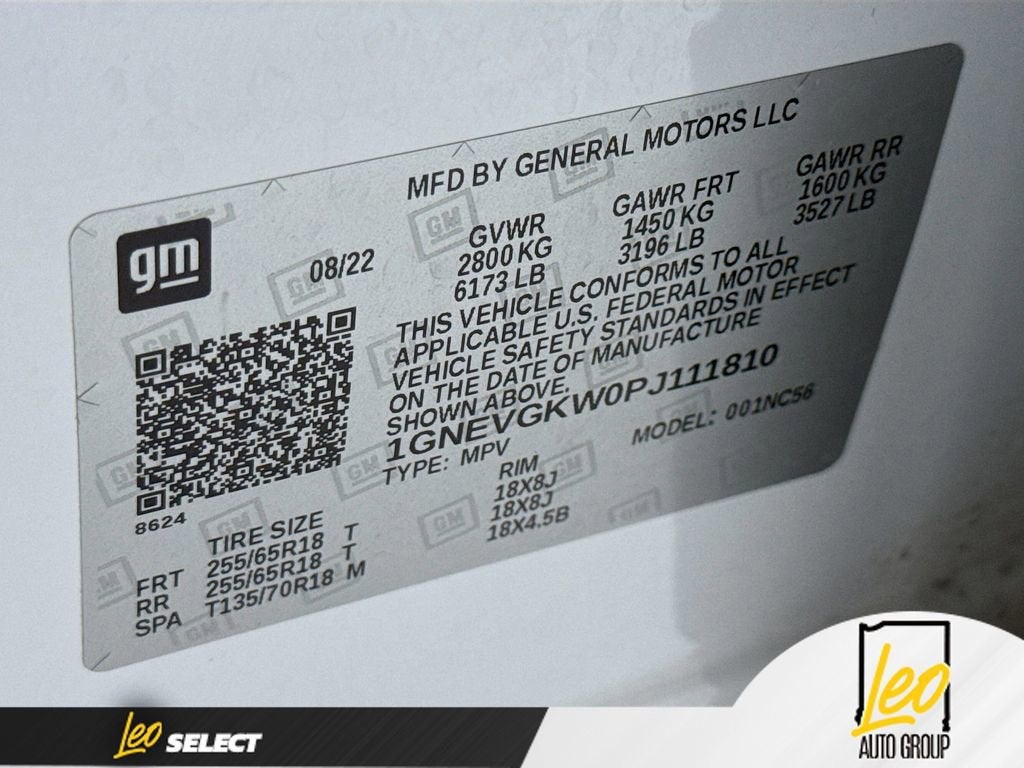 MFD BY GENERAL MOTORS LLC
gm
08/22
GVWR GAWR FRT GAWR RR
2800 KG 1450 KG 1600 KG
6173 LB 3196 LB 3527 LB
THIS VEHICLE CONFORMS TO ALL
APPLICABLE U.S. FEDERAL MOTOR
VEHICLE SAFETY STANDARDS IN EFFECT
ON THE DATE OF MANUFACTURE
SHOWN ABOVE.
1GNEVGKW0PJ111810
TYPE: MPV MODEL: 001NC56
8624
TIRE SIZE RIM
FRT 255/65R18 T 18X8J
RR 255/65R18 T 18X8J
SPA T135/70R18 M 18X4.5B
Leo SELECT
Leo
AUTO GROUP